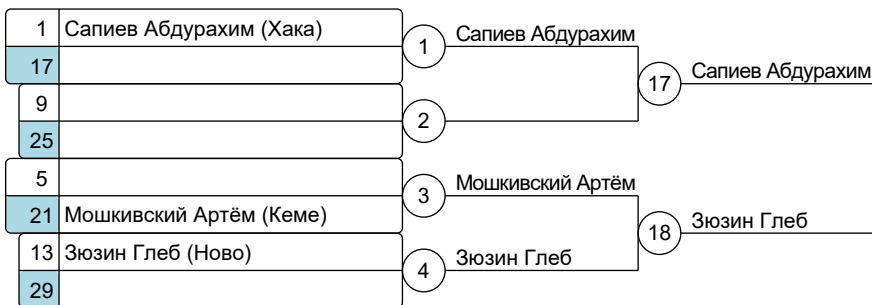 1 Сапиев Абдурахим (Хака)
1 Сапиев Абдурахим
17
17 Сапиев Абдурахим
9
2
25
5
3 Мошкивский Артём
21 Мошкивский Артём (Кеме)
18 Зюзин Глеб
13 Зюзин Глеб (Ново)
4 Зюзин Глеб
29